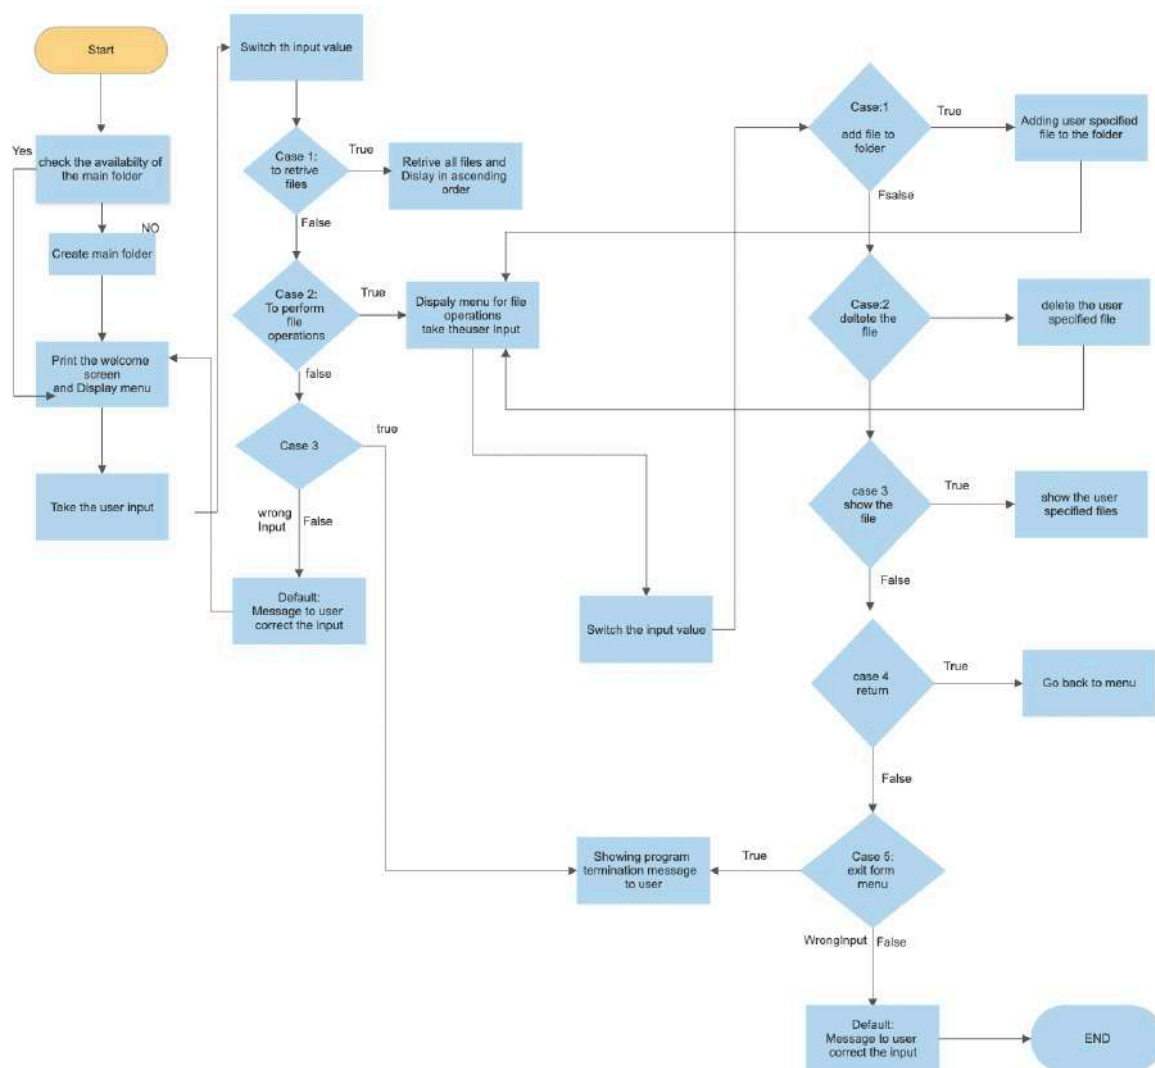 Start
Yes
check the availabilty of
the main folder
NO
Create main folder
Print the welcome
screen
and Display menu
Take the user input
Switch th input value
Case 1:
to retrive
files
True
Retrive all files and
Dislay in ascending
order
False
Case 2:
To perform
file
operations
True
Dispaly menu for file
operations
take theuser Input
false
Case 3
true
wrong
Input
False
Default:
Message to user
correct the input
Switch the input value
Case:1
add file to
folder
True
Adding user specified
file to the folder
Fsalse
Case:2
deltete the
file
delete the user
specified file
case 3
show the
file
True
show the user
specified files
False
case 4
return
True
Go back to menu
False
Case 5:
exit form
menu
True
Showing program
termination message
to user
WrongInput
False
Default:
Message to user
correct the input
END